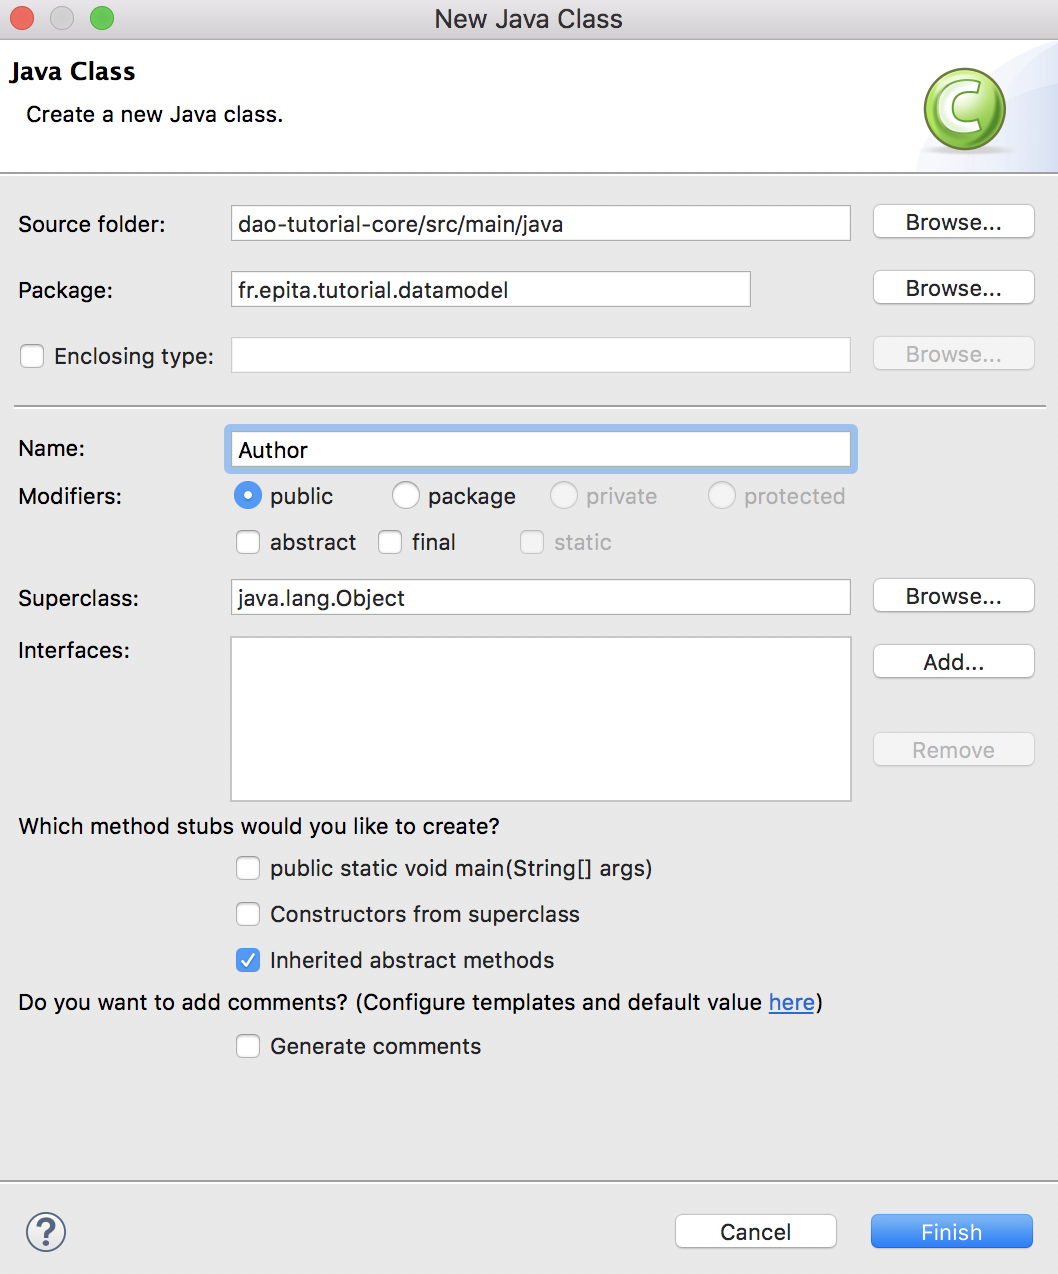 New Java Class
Java Class
Create a new Java class.
C
Source folder: dao-tutorial-core/src/main/java Browse...
Package: fr.epita.tutorial.datamodel Browse...
Enclosing type: Browse...
Name: Author
Modifiers: public package private protected
abstract final static
Superclass: java.lang.Object Browse...
Interfaces: Add...
Remove
Which method stubs would you like to create?
public static void main(String[] args)
Constructors from superclass
Inherited abstract methods
Do you want to add comments? (Configure templates and default value here)
Generate comments
? Cancel Finish